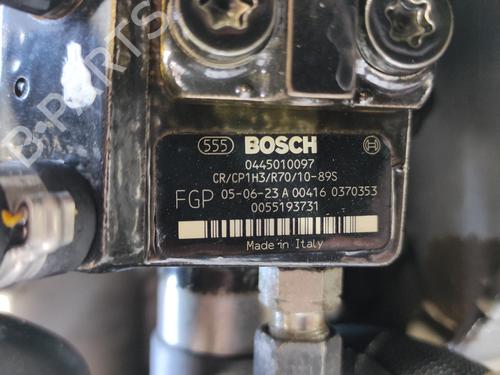 B-PARTS
555 BOSCH
0445010097
CR/CP1H3/R70/10-89S
FGP 05-06-23 A 00416 0370353
0055193731
Made in Italy